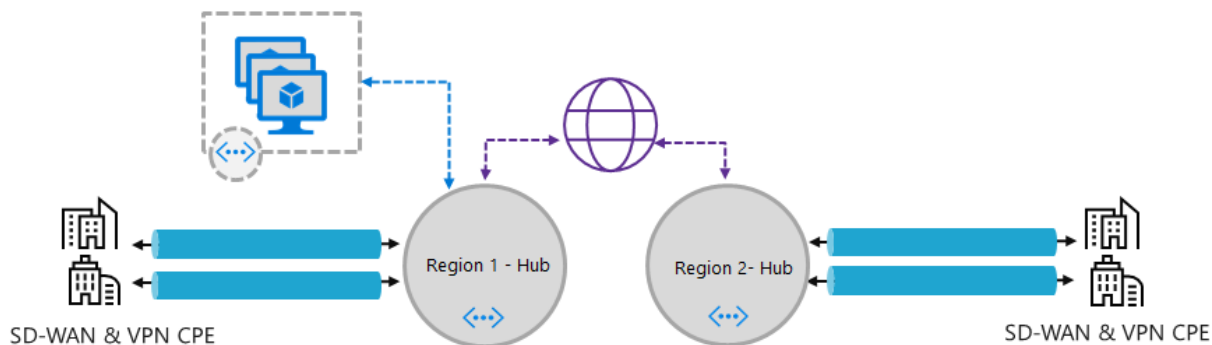 Region 1 - Hub
Region 2- Hub
SD-WAN & VPN CPE
SD-WAN & VPN CPE